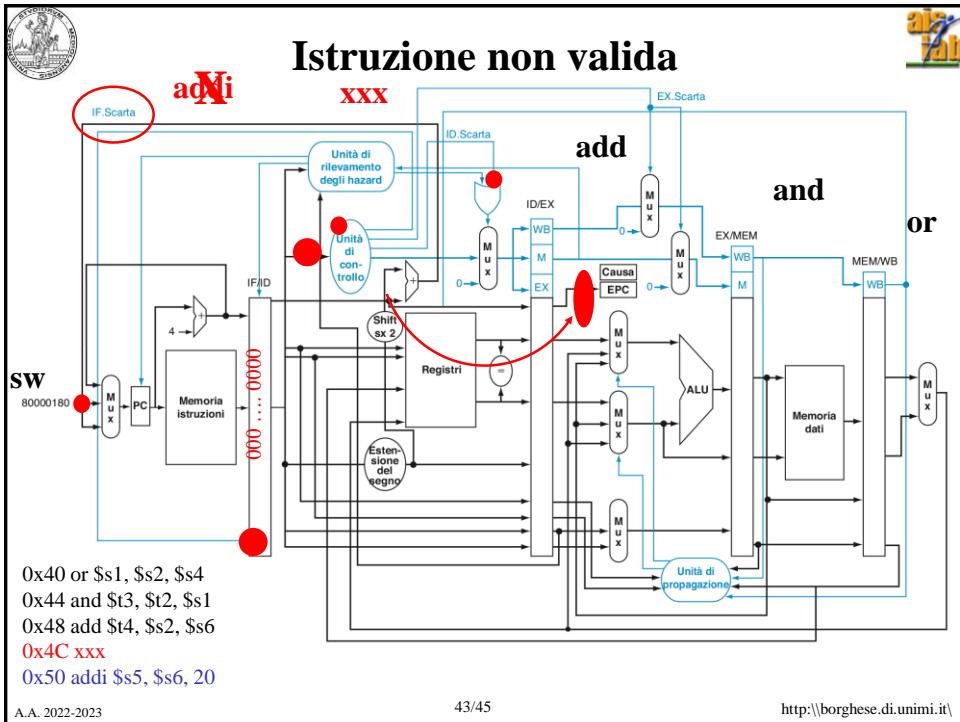 Istruzione non valida
addi
X
xxx
IF.Scarta
EX.Scarta
ID.Scarta
add
and
or
Unità di
rilevamento
degli hazard
M
u
x
ID/EX
WB
0
EX/MEM
MEM/WB
Unità
di
con-
trollo
M
u
x
0
M
EX
Causa
EPC
M
u
x
0
WB
M
WB
IF/ID
+
+
4
Shift
sx 2
000 .... 0000
Registri
=
M
u
x
ALU
sw
80000180
M
u
x
PC
Memoria
istruzioni
M
u
x
Memoria
dati
M
u
x
Esten-
sione
del
segno
M
u
x
Unità di
propagazione
0x40 or $s1, $s2, $s4
0x44 and $t3, $t2, $s1
0x48 add $t4, $s2, $s6
0x4C xxx
0x50 addi $s5, $s6, 20
A.A. 2022-2023
43/45
http:\\borghese.di.unimi.it\